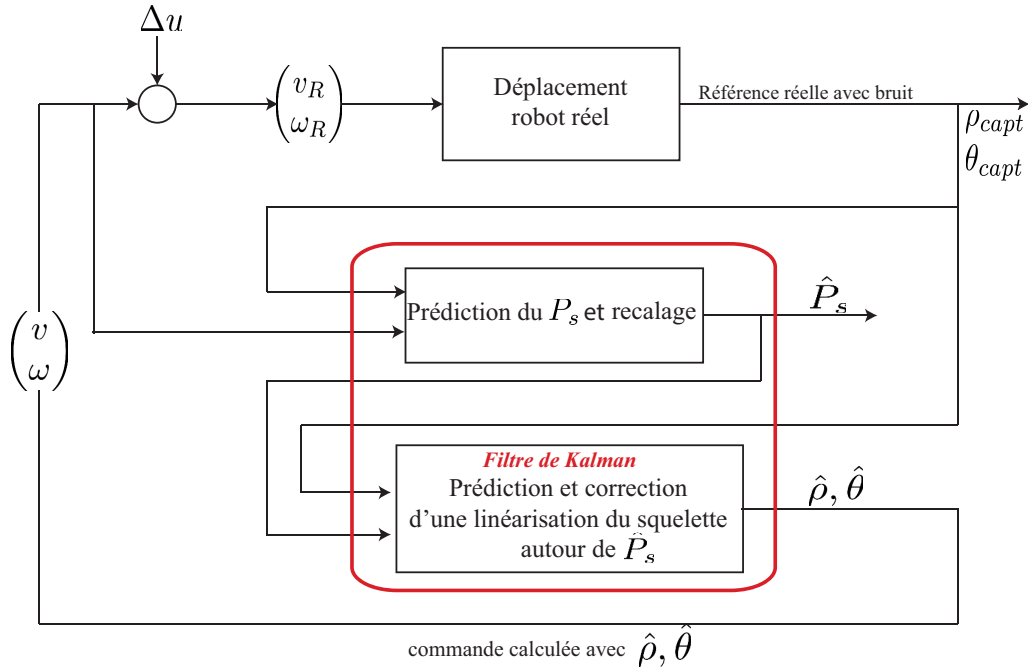 Δu
v_R
ω_R
Déplacement
robot réel
Référence réelle avec bruit
ρ_capt
θ_capt
Prédiction du P_s et recalage
P̂_s
v
ω
Filtre de Kalman
Prédiction et correction
d'une linéarisation du squelette
autour de P̂_s
ρ̂, θ̂
commande calculée avec ρ̂, θ̂